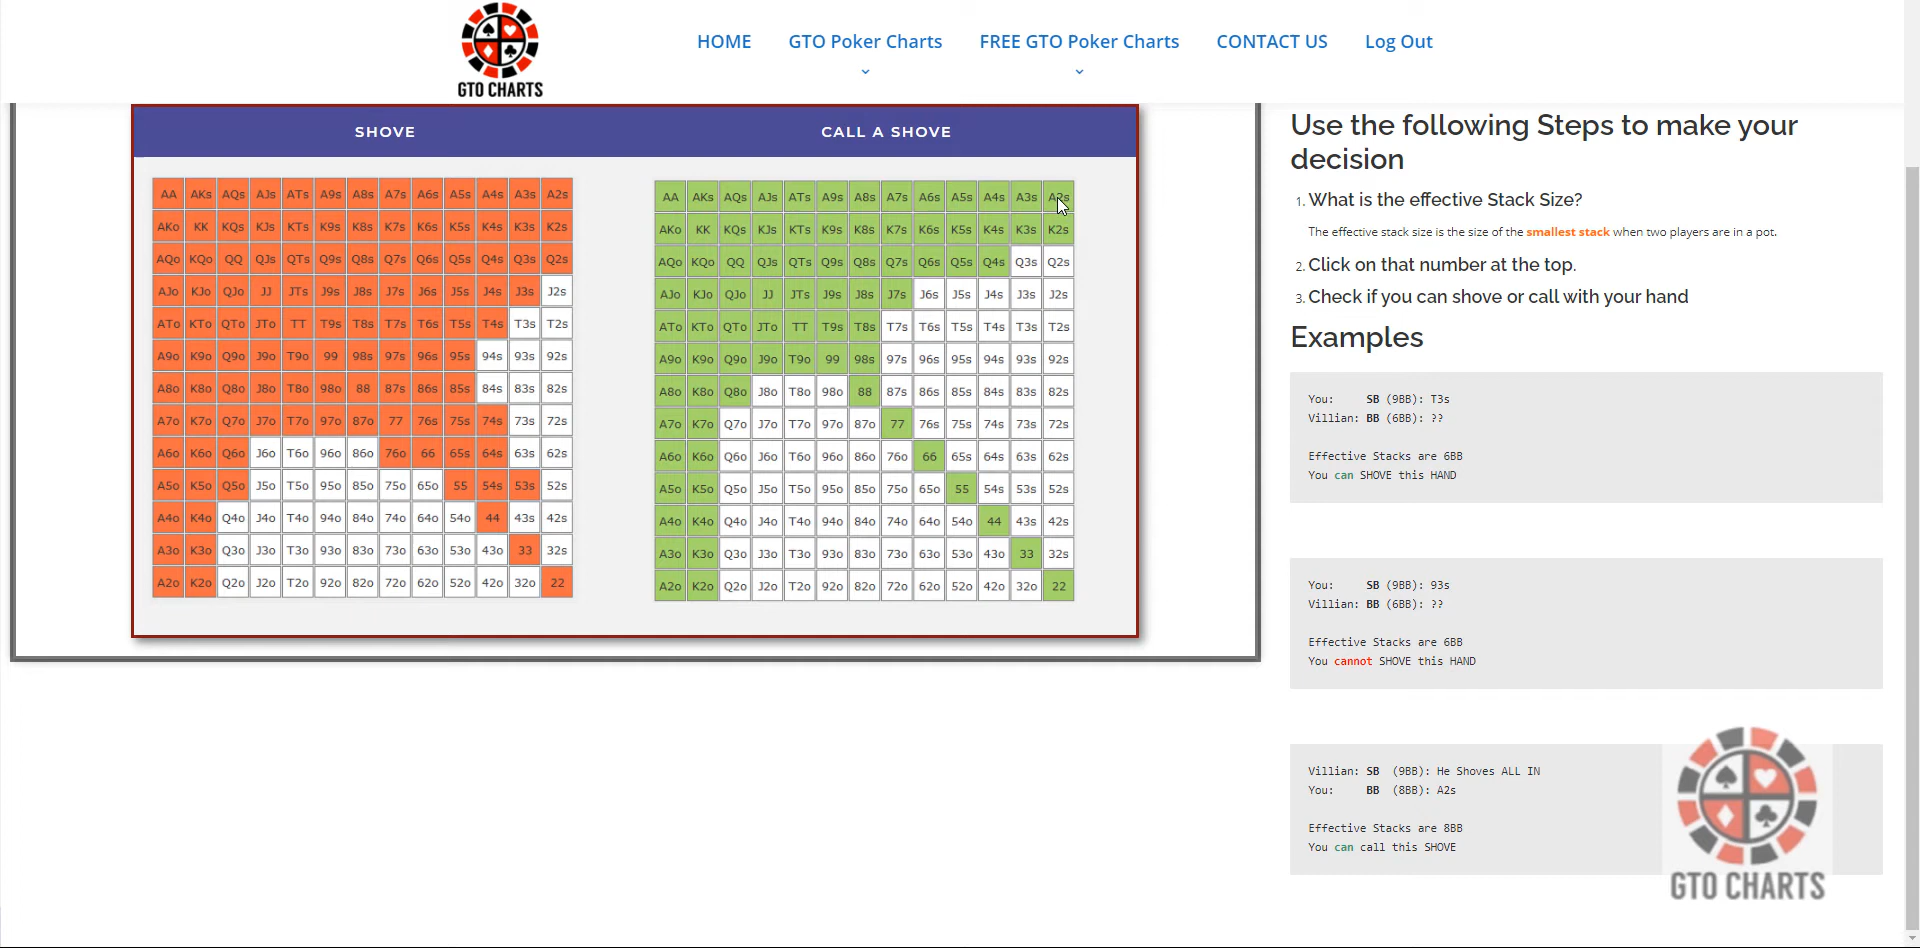 HOME GTO Poker Charts FREE GTO Poker Charts CONTACT US Log Out
GTO CHARTS
SHOVE
AA AKs AQs AJs ATs A9s A8s A7s A6s A5s A4s A3s A2s
AKo KK KQs KJs KTs K9s K8s K7s K6s K5s K4s K3s K2s
AQo KQo QQ QJs QTs Q9s Q8s Q7s Q6s Q5s Q4s Q3s Q2s
AJo KJo QJo JJ JTs J9s J8s J7s J6s J5s J4s J3s J2s
ATo KTo QTo JTo TT T9s T8s T7s T6s T5s T4s T3s T2s
A9o K9o Q9o J9o T9o 99 98s 97s 96s 95s 94s 93s 92s
A8o K8o Q8o J8o T8o 98o 88 87s 86s 85s 84s 83s 82s
A7o K7o Q7o J7o T7o 97o 87o 77 76s 75s 74s 73s 72s
A6o K6o Q6o J6o T6o 96o 86o 76o 66 65s 64s 63s 62s
A5o K5o Q5o J5o T5o 95o 85o 75o 65o 55 54s 53s 52s
A4o K4o Q4o J4o T4o 94o 84o 74o 64o 54o 44 43s 42s
A3o K3o Q3o J3o T3o 93o 83o 73o 63o 53o 43o 33 32s
A2o K2o Q2o J2o T2o 92o 82o 72o 62o 52o 42o 32o 22
CALL A SHOVE
AA AKs AQs AJs ATs A9s A8s A7s A6s A5s A4s A3s A2s
AKo KK KQs KJs KTs K9s K8s K7s K6s K5s K4s K3s K2s
AQo KQo QQ QJs QTs Q9s Q8s Q7s Q6s Q5s Q4s Q3s Q2s
AJo KJo QJo JJ JTs J9s J8s J7s J6s J5s J4s J3s J2s
ATo KTo QTo JTo TT T9s T8s T7s T6s T5s T4s T3s T2s
A9o K9o Q9o J9o T9o 99 98s 97s 96s 95s 94s 93s 92s
A8o K8o Q8o J8o T8o 98o 88 87s 86s 85s 84s 83s 82s
A7o K7o Q7o J7o T7o 97o 87o 77 76s 75s 74s 73s 72s
A6o K6o Q6o J6o T6o 96o 86o 76o 66 65s 64s 63s 62s
A5o K5o Q5o J5o T5o 95o 85o 75o 65o 55 54s 53s 52s
A4o K4o Q4o J4o T4o 94o 84o 74o 64o 54o 44 43s 42s
A3o K3o Q3o J3o T3o 93o 83o 73o 63o 53o 43o 33 32s
A2o K2o Q2o J2o T2o 92o 82o 72o 62o 52o 42o 32o 22
Use the following Steps to make your
decision
1. What is the effective Stack Size?
The effective stack size is the size of the smallest stack when two players are in a pot.
2. Click on that number at the top.
3. Check if you can shove or call with your hand
Examples
You: SB (9BB): T3s
Villian: BB (6BB): ??
Effective Stacks are 6BB
You can SHOVE this HAND
You: SB (9BB): 93s
Villian: BB (6BB): ??
Effective Stacks are 6BB
You cannot SHOVE this HAND
Villian: SB (9BB): He Shoves ALL IN
You: BB (8BB): A2s
Effective Stacks are 8BB
You can call this SHOVE
GTO CHARTS